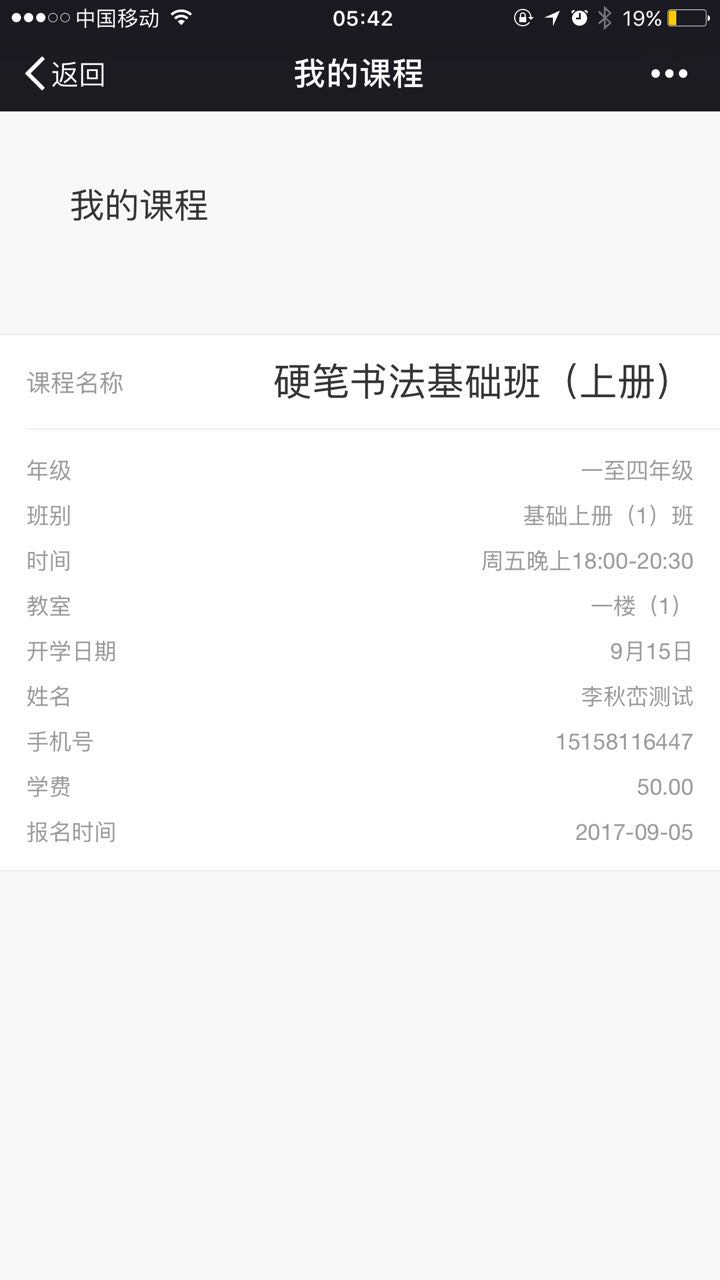 中国移动 05:42 19%
返回 我的课程
我的课程
课程名称 硬笔书法基础班（上册）
年级 一至四年级
班别 基础上册（1）班
时间 周五晚上18:00-20:30
教室 一楼（1）
开学日期 9月15日
姓名 李秋峦测试
手机号 15158116447
学费 50.00
报名时间 2017-09-05